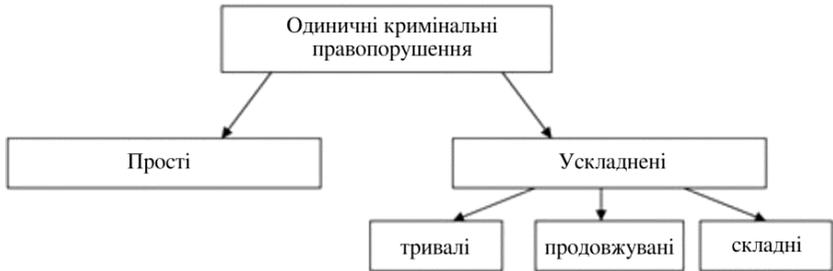 Одиничні кримінальні
правопорушення
Прості
Ускладнені
тривалі
продовжувані
складні